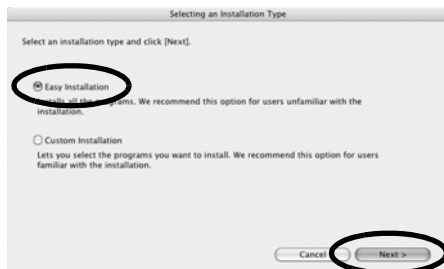 Selecting an Installation Type
Select an installation type and click [Next].
Easy Installation
Installs all the programs. We recommend this option for users unfamiliar with the
installation.
Custom Installation
Lets you select the programs you want to install. We recommend this option for users
familiar with the installation.
Cancel
Next >